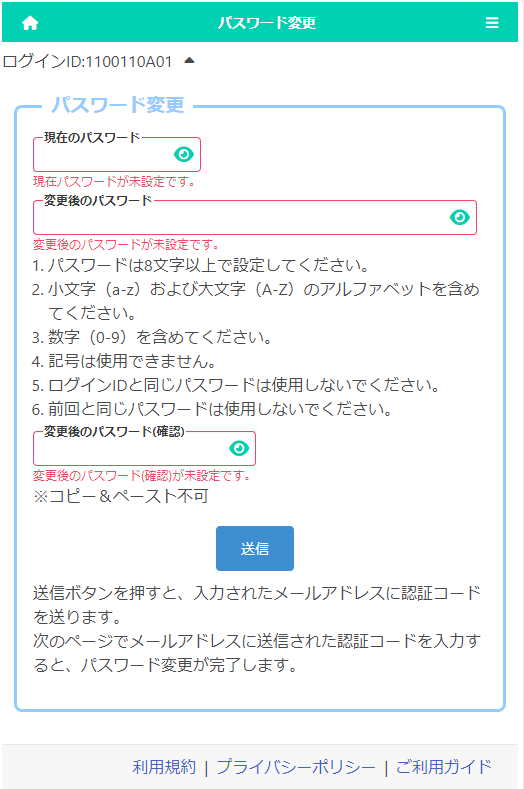 パスワード変更
ログインID:1100110A01
パスワード変更
現在のパスワード
現在パスワードが未設定です。
変更後のパスワード
変更後のパスワードが未設定です。
1. パスワードは8文字以上で設定してください。
2. 小文字（a-z）および大文字（A-Z）のアルファベットを含め
てください。
3. 数字（0-9）を含めてください。
4. 記号は使用できません。
5. ログインIDと同じパスワードは使用しないでください。
6. 前回と同じパスワードは使用しないでください。
変更後のパスワード(確認)
変更後のパスワード(確認)が未設定です。
※コピー＆ペースト不可
送信
送信ボタンを押すと、入力されたメールアドレスに認証コード
を送ります。
次のページでメールアドレスに送信された認証コードを入力す
ると、パスワード変更が完了します。
利用規約 | プライバシーポリシー | ご利用ガイド